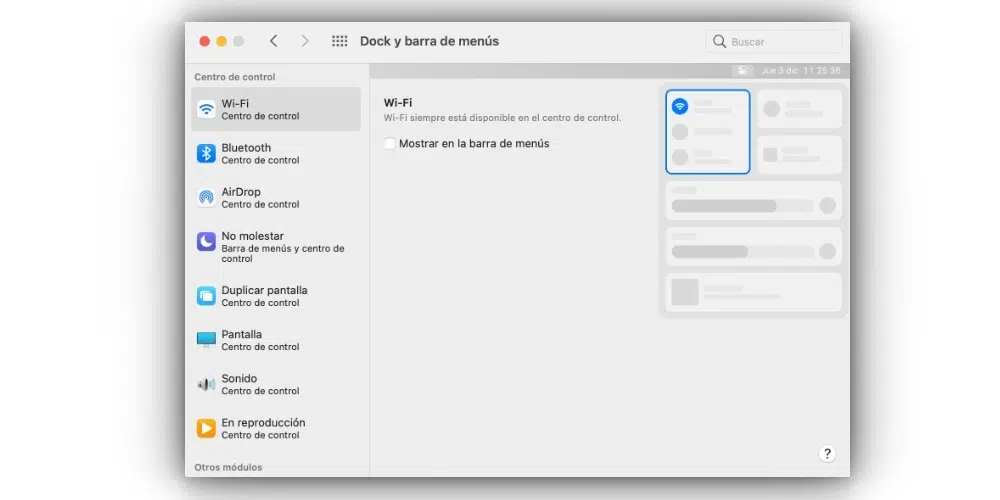 Dock y barra de menús
Buscar
Centro de control
Jue 3 dic 11:25:36
Wi-Fi
Centro de control
Bluetooth
Centro de control
AirDrop
Centro de control
No molestar
Barra de menús y centro de
control
Duplicar pantalla
Centro de control
Pantalla
Centro de control
Sonido
Centro de control
En reproducción
Centro de control
Otros módulos
Wi-Fi
Wi-Fi siempre está disponible en el centro de control.
Mostrar en la barra de menús
?